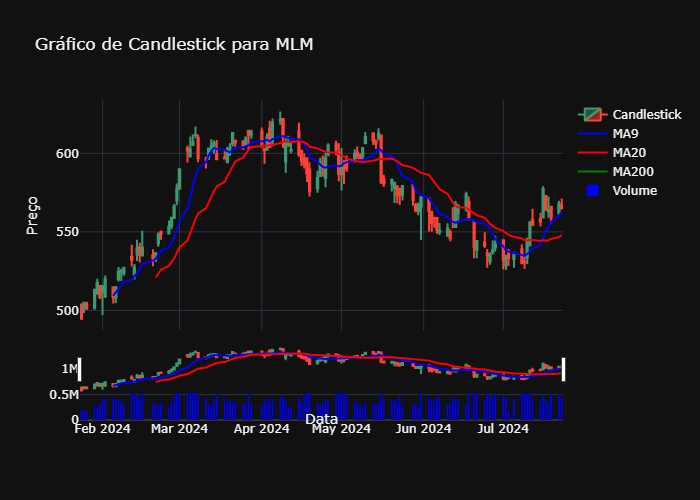 Gráfico de Candlestick para MLM
Candlestick
MA9
MA20
MA200
Volume
Preço
600
550
500
1M
0.5M
0
Data
Feb 2024
Mar 2024
Apr 2024
May 2024
Jun 2024
Jul 2024